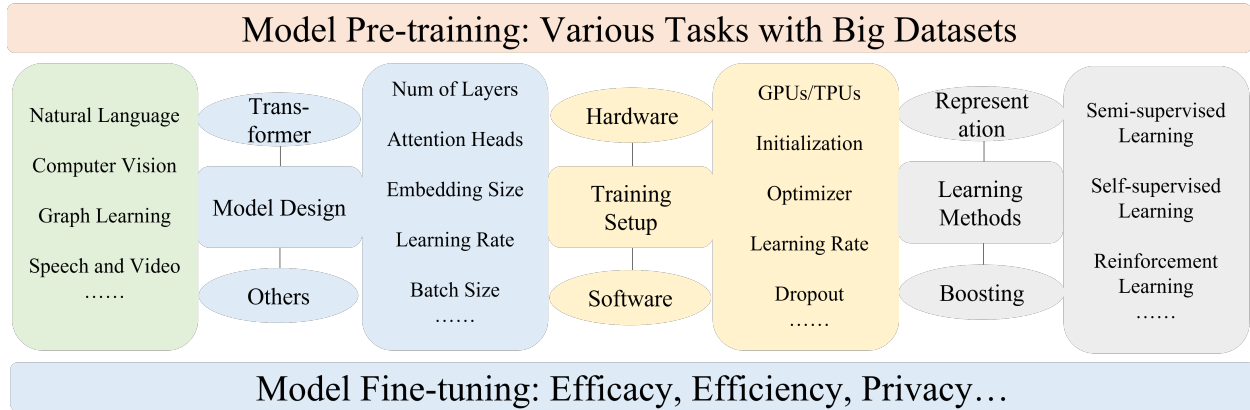 Model Pre-training: Various Tasks with Big Datasets
Natural Language
Computer Vision
Graph Learning
Speech and Video
……
Trans-
former
Model Design
Others
Num of Layers
Attention Heads
Embedding Size
Learning Rate
Batch Size
……
Hardware
Training
Setup
Software
GPUs/TPUs
Initialization
Optimizer
Learning Rate
Dropout
……
Represent
ation
Learning
Methods
Boosting
Semi-supervised
Learning
Self-supervised
Learning
Reinforcement
Learning
……
Model Fine-tuning: Efficacy, Efficiency, Privacy…